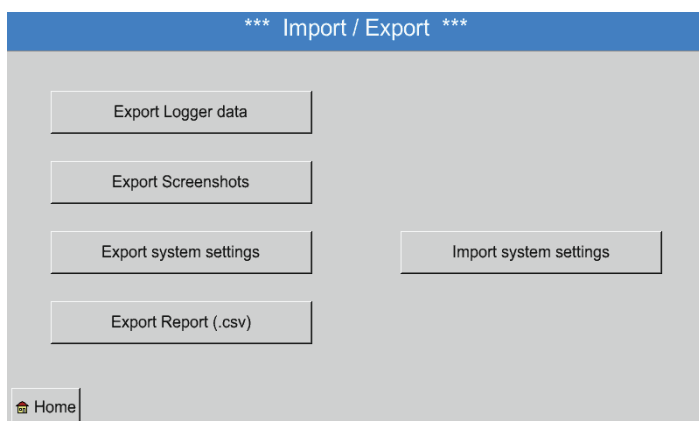 *** Import / Export ***
Export Logger data
Export Screenshots
Export system settings
Import system settings
Export Report (.csv)
Home